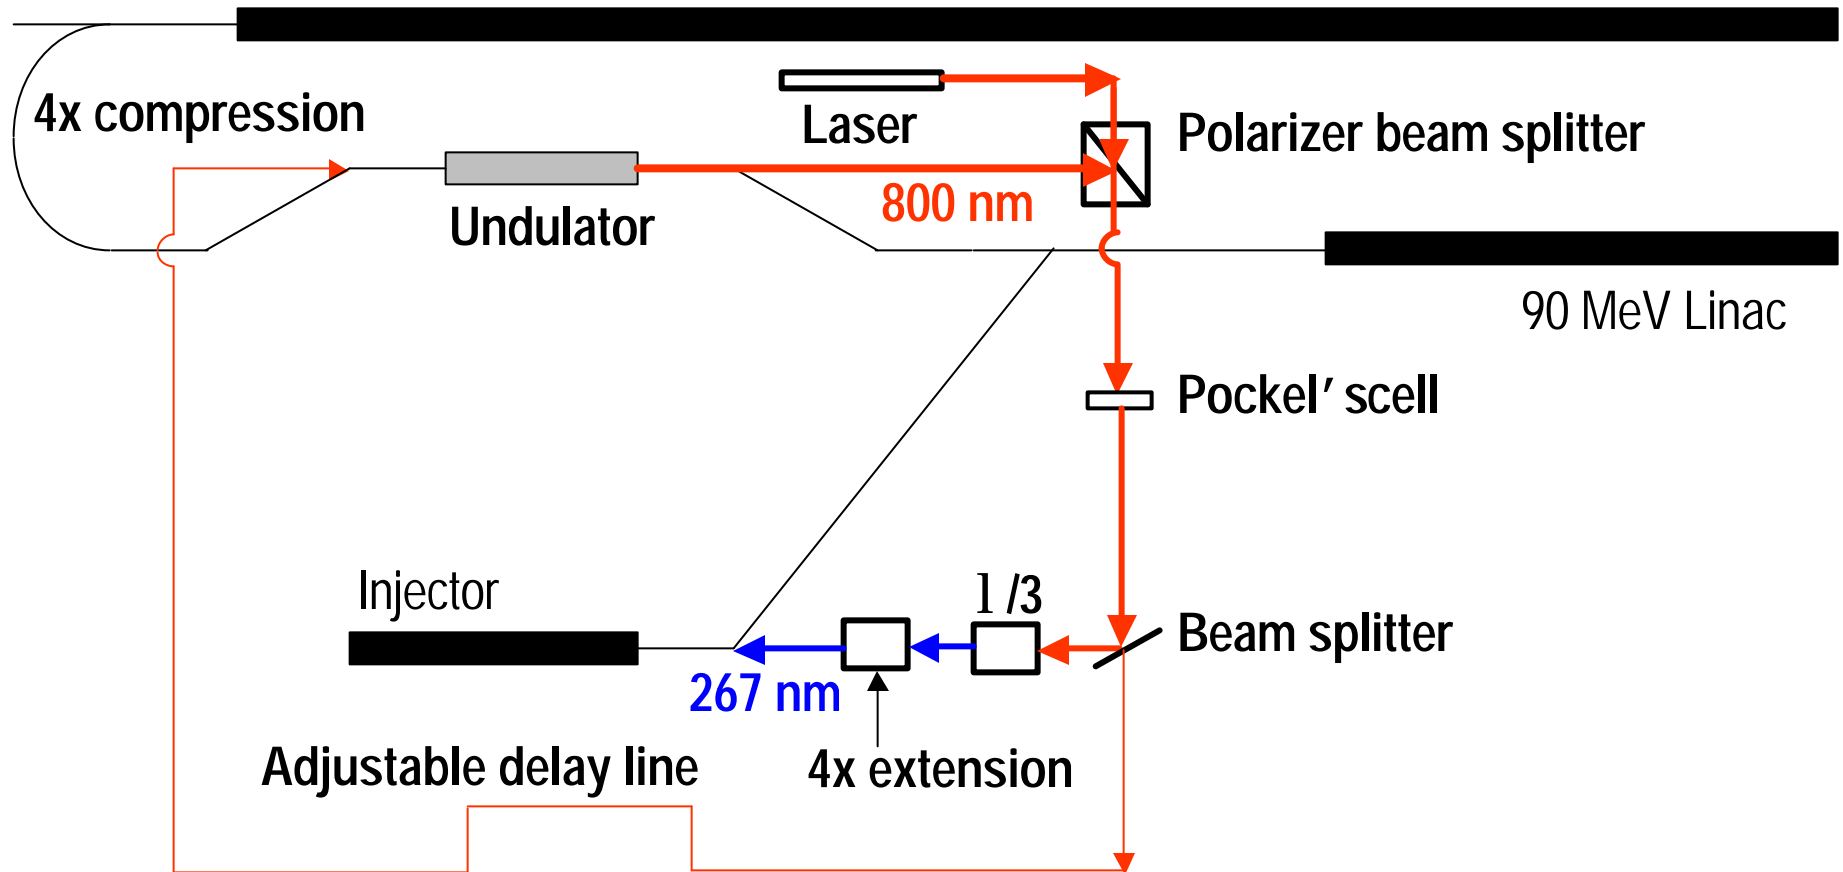 4x compression
Laser
Polarizer beam splitter
800 nm
Undulator
90 MeV Linac
Pockel' scell
Injector
l /3
Beam splitter
267 nm
Adjustable delay line
4x extension